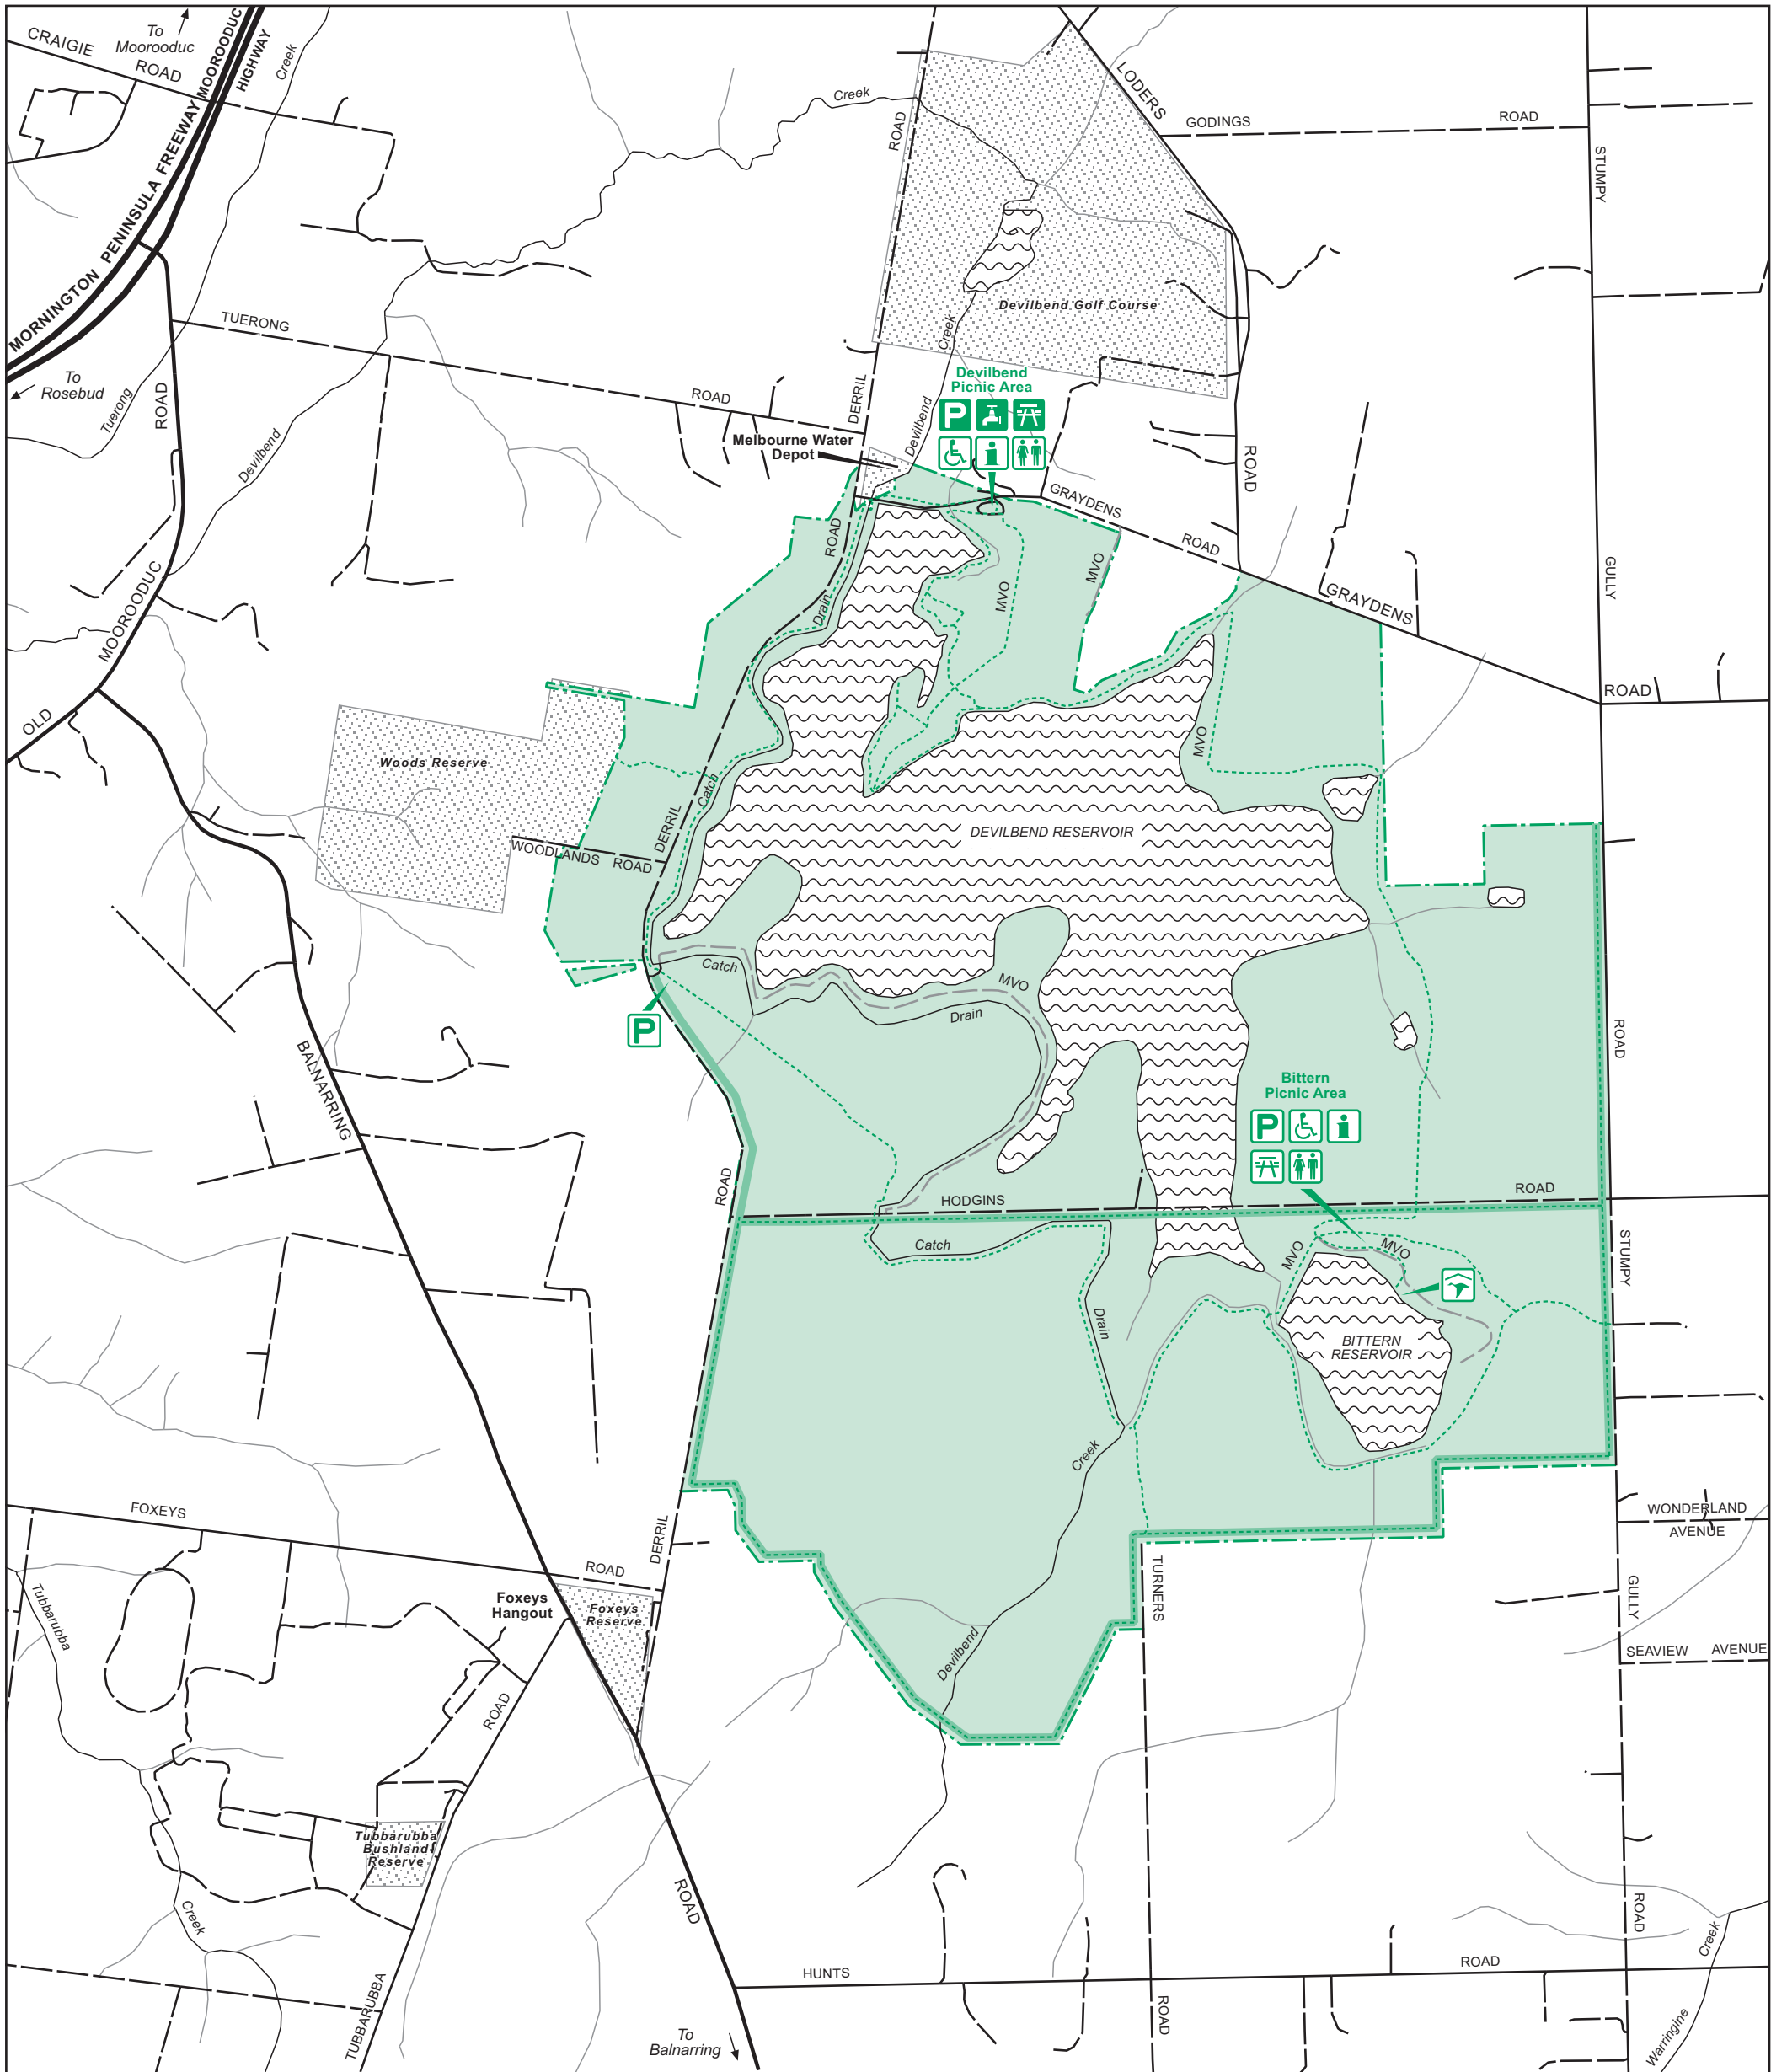 To
Moorooduc
CRAIGIE
ROAD
MORNINGTON PENINSULA FREEWAY
MOOROODUC
HIGHWAY
Creek
Creek
ROAD
LODERS
GODINGS
ROAD
STUMPY
Devilbend Golf Course
TUERONG
ROAD
To
Rosebud
Tuerong
ROAD
Devilbend
DERRIL
Creek
Devilbend
Devilbend
Picnic Area
P
i
Melbourne Water
Depot
ROAD
GRAYDENS
ROAD
GRAYDENS
ROAD
GULLY
MOOROODUC
OLD
ROAD
Drain
MVO
MVO
MVO
Woods Reserve
Catch
DERRIL
WOODLANDS ROAD
DEVILBEND RESERVOIR
Catch
MVO
Drain
P
ROAD
BALNARRING
Bittern
Picnic Area
P
i
ROAD
HODGINS
ROAD
Catch
Drain
MVO
MVO
STUMPY
BITTERN
RESERVOIR
Creek
FOXEYS
ROAD
DERRIL
WONDERLAND
AVENUE
Tubbarubba
Foxeys
Hangout
Foxeys
Reserve
TURNERS
GULLY
SEAVIEW AVENUE
Devilbend
ROAD
Tubbarubba
Bushland
Reserve
Creek
ROAD
ROAD
Creek
HUNTS
ROAD
TUBBARUBBA
ROAD
Warringine
To
Balnarring